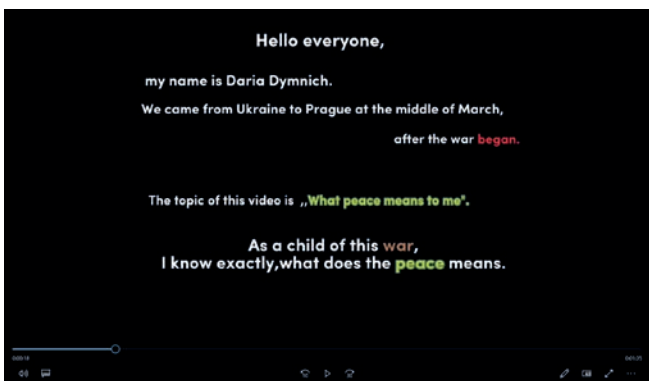 Hello everyone,
my name is Daria Dymnich.
We came from Ukraine to Prague at the middle of March,
after the war began.
The topic of this video is ,,What peace means to me".
As a child of this war,
I know exactly,what does the peace means.